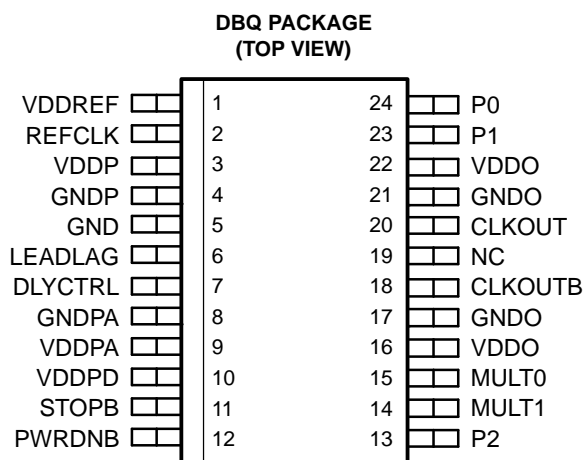 DBQ PACKAGE
(TOP VIEW)
VDDREF 1 24 P0
REFCLK 2 23 P1
VDDP 3 22 VDDO
GNDP 4 21 GNDO
GND 5 20 CLKOUT
LEADLAG 6 19 NC
DLYCTRL 7 18 CLKOUTB
GNDPA 8 17 GNDO
VDDPA 9 16 VDDO
VDDPD 10 15 MULT0
STOPB 11 14 MULT1
PWRDNB 12 13 P2